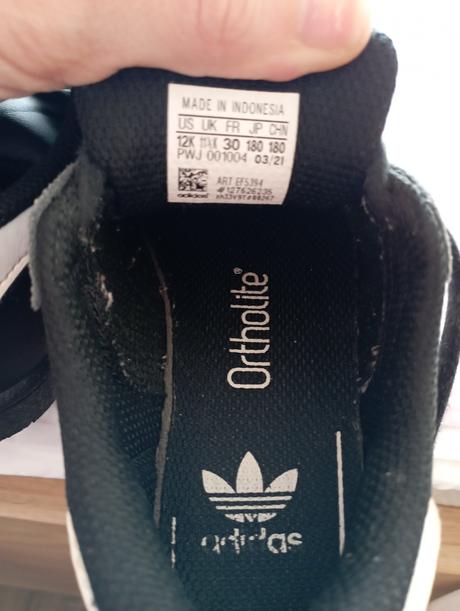 MADE IN INDONESIA
US UK FR JP CHN
12K 11½K 30 180 180
PWJ 001004 03/21
ART EF5394
adidas #127626235
Ortholite®
adidas